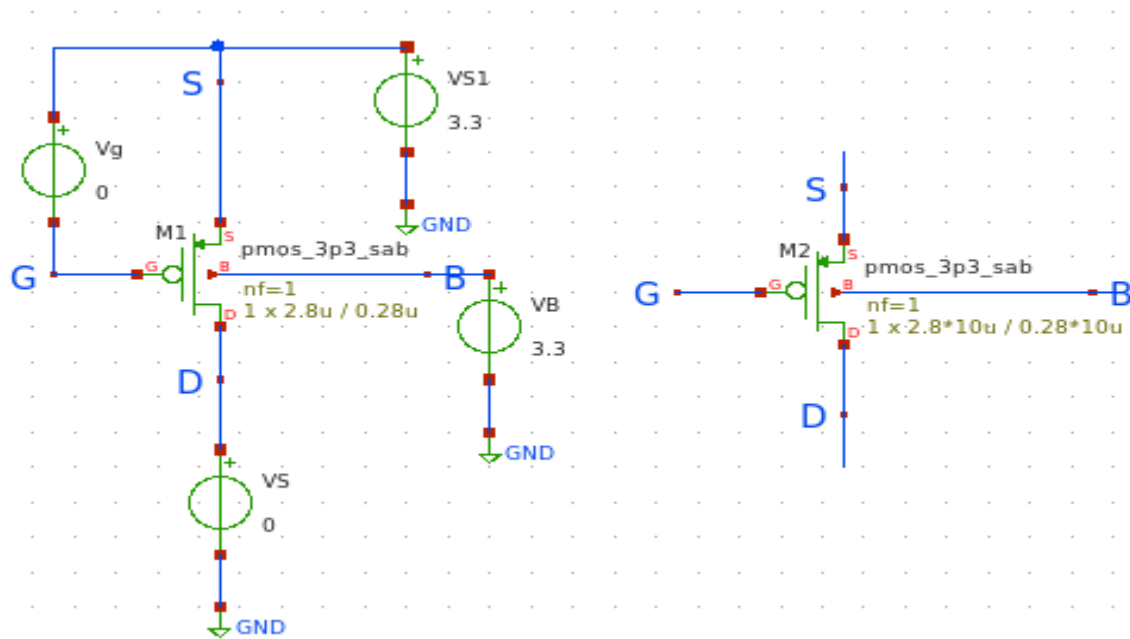 S
+
VS1
3.3
GND
+
Vg
0
M1
S
pmos_3p3_sab
G
G
B
B
nf=1
1 x 2.8u / 0.28u
D
+
VB
3.3
GND
D
+
VS
0
GND
S
M2
S
pmos_3p3_sab
G
G
B
B
nf=1
1 x 2.8*10u / 0.28*10u
D
D